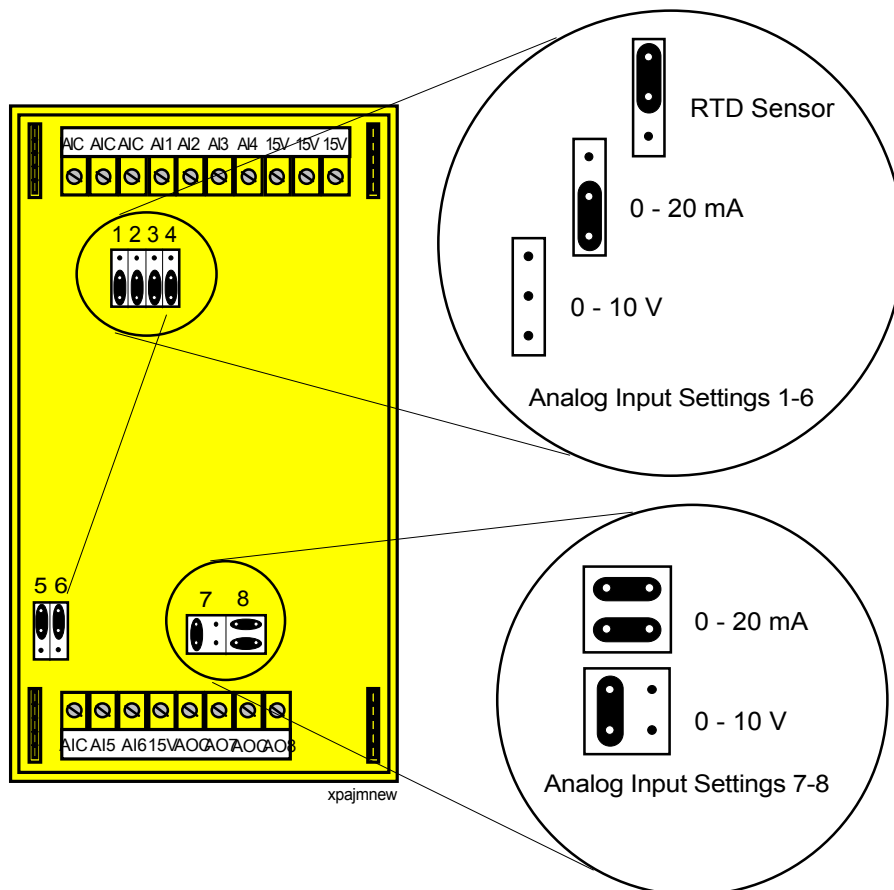 AIC AIC AIC AI1 AI2 AI3 AI4 15V 15V 15V
1 2 3 4
RTD Sensor
0 - 20 mA
0 - 10 V
Analog Input Settings 1-6
5 6
7 8
0 - 20 mA
0 - 10 V
Analog Input Settings 7-8
AIC AI5 AI6 15V AOC AO7 AOC AO8
xpajmnew